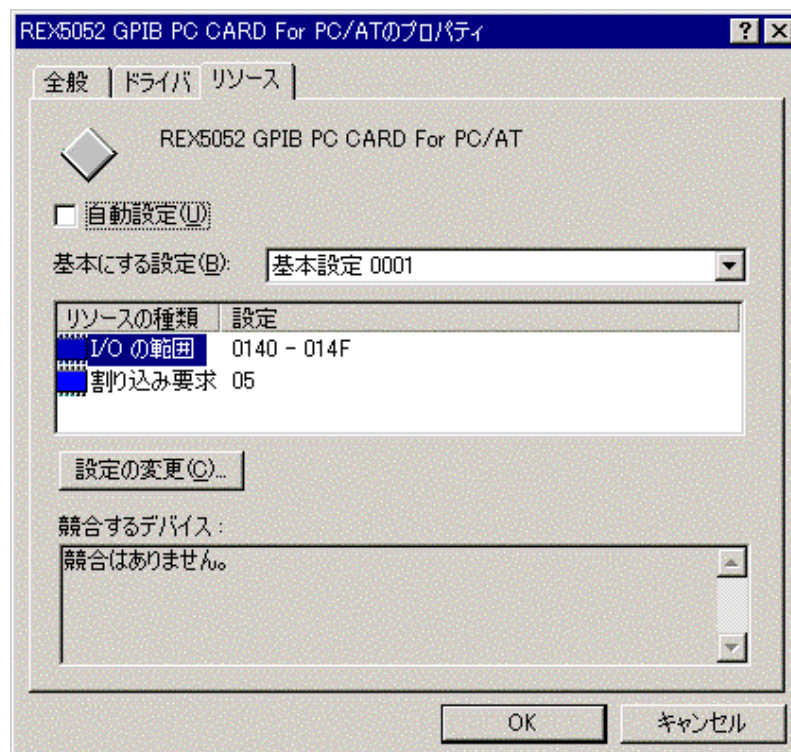 REX5052 GPIB PC CARD For PC/ATのプロパティ
全般 ドライバ リソース
REX5052 GPIB PC CARD For PC/AT
自動設定(U)
基本にする設定(B): 基本設定 0001
リソースの種類 設定
I/O の範囲 0140 - 014F
割り込み要求 05
設定の変更(C)...
競合するデバイス:
競合はありません。
OK キャンセル